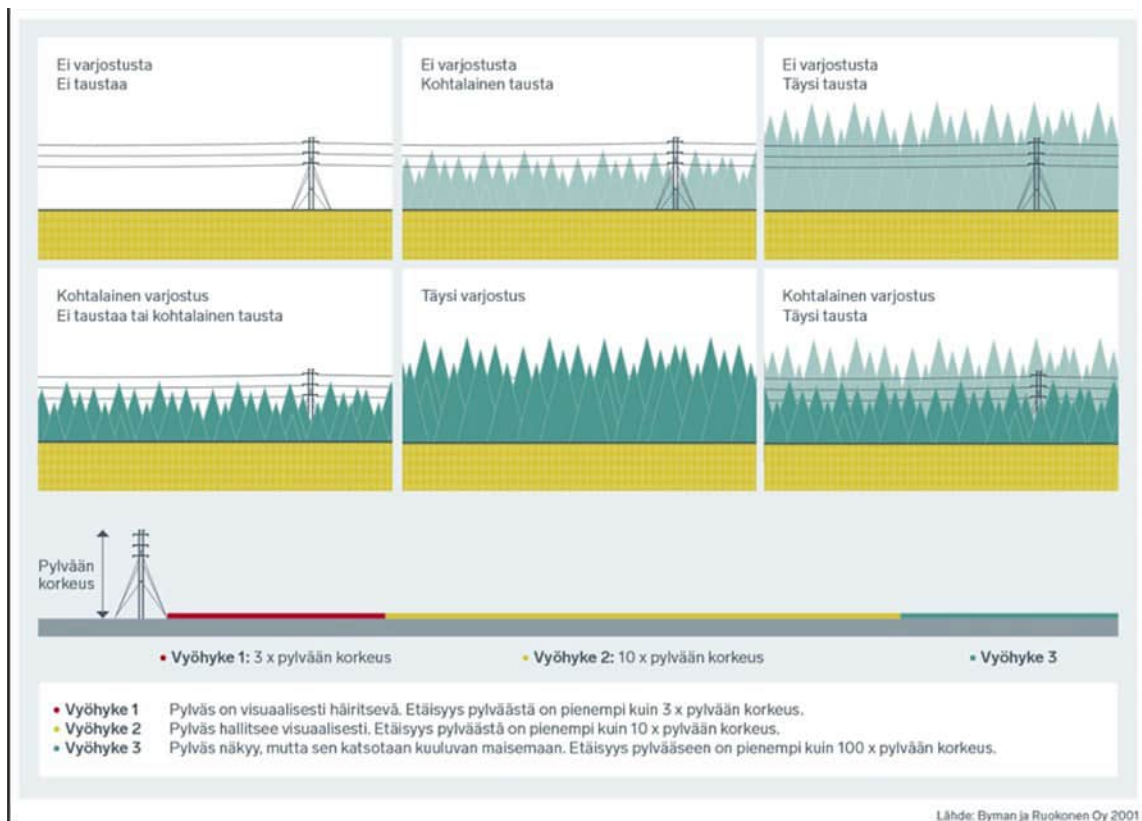 Ei varjostusta
Ei taustaa
Ei varjostusta
Kohtalainen tausta
Ei varjostusta
Täysi tausta
Kohtalainen varjostus
Ei taustaa tai kohtalainen tausta
Täysi varjostus
Kohtalainen varjostus
Täysi tausta
Pylvään
korkeus
• Vyöhyke 1: 3 x pylvään korkeus
• Vyöhyke 2: 10 x pylvään korkeus
• Vyöhyke 3
• Vyöhyke 1 Pylväs on visuaalisesti häiritsevä. Etäisyys pylväästä on pienempi kuin 3 x pylvään korkeus.
• Vyöhyke 2 Pylväs hallitsee visuaalisesti. Etäisyys pylväästä on pienempi kuin 10 x pylvään korkeus.
• Vyöhyke 3 Pylväs näkyy, mutta sen katsotaan kuuluvan maisemaan. Etäisyys pylvääseen on pienempi kuin 100 x pylvään korkeus.
Lähde: Byman ja Ruokonen Oy 2001